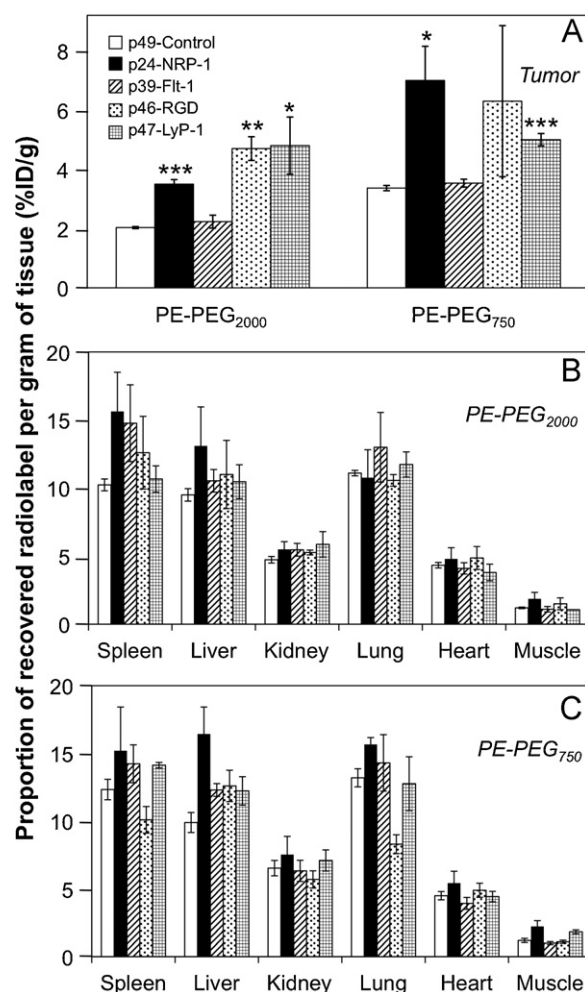 Proportion of recovered radiolabel per gram of tissue (%ID/g)
A
Tumor
p49-Control
p24-NRP-1
p39-Flt-1
p46-RGD
p47-LyP-1
8
6
4
2
0
***
**
*
*
***
PE-PEG2000
PE-PEG750
B
PE-PEG2000
20
15
10
5
0
Spleen Liver Kidney Lung Heart Muscle
C
PE-PEG750
20
15
10
5
0
Spleen Liver Kidney Lung Heart Muscle